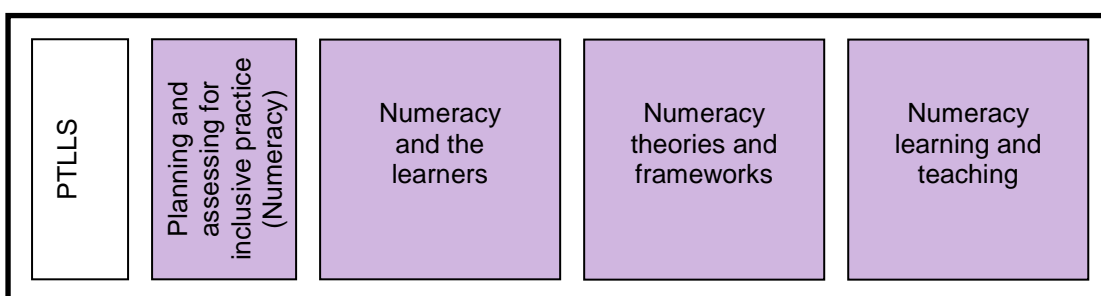 PTLLS
Planning and
assessing for
inclusive practice
(Numeracy)
Numeracy
and the
learners
Numeracy
theories and
frameworks
Numeracy
learning and
teaching